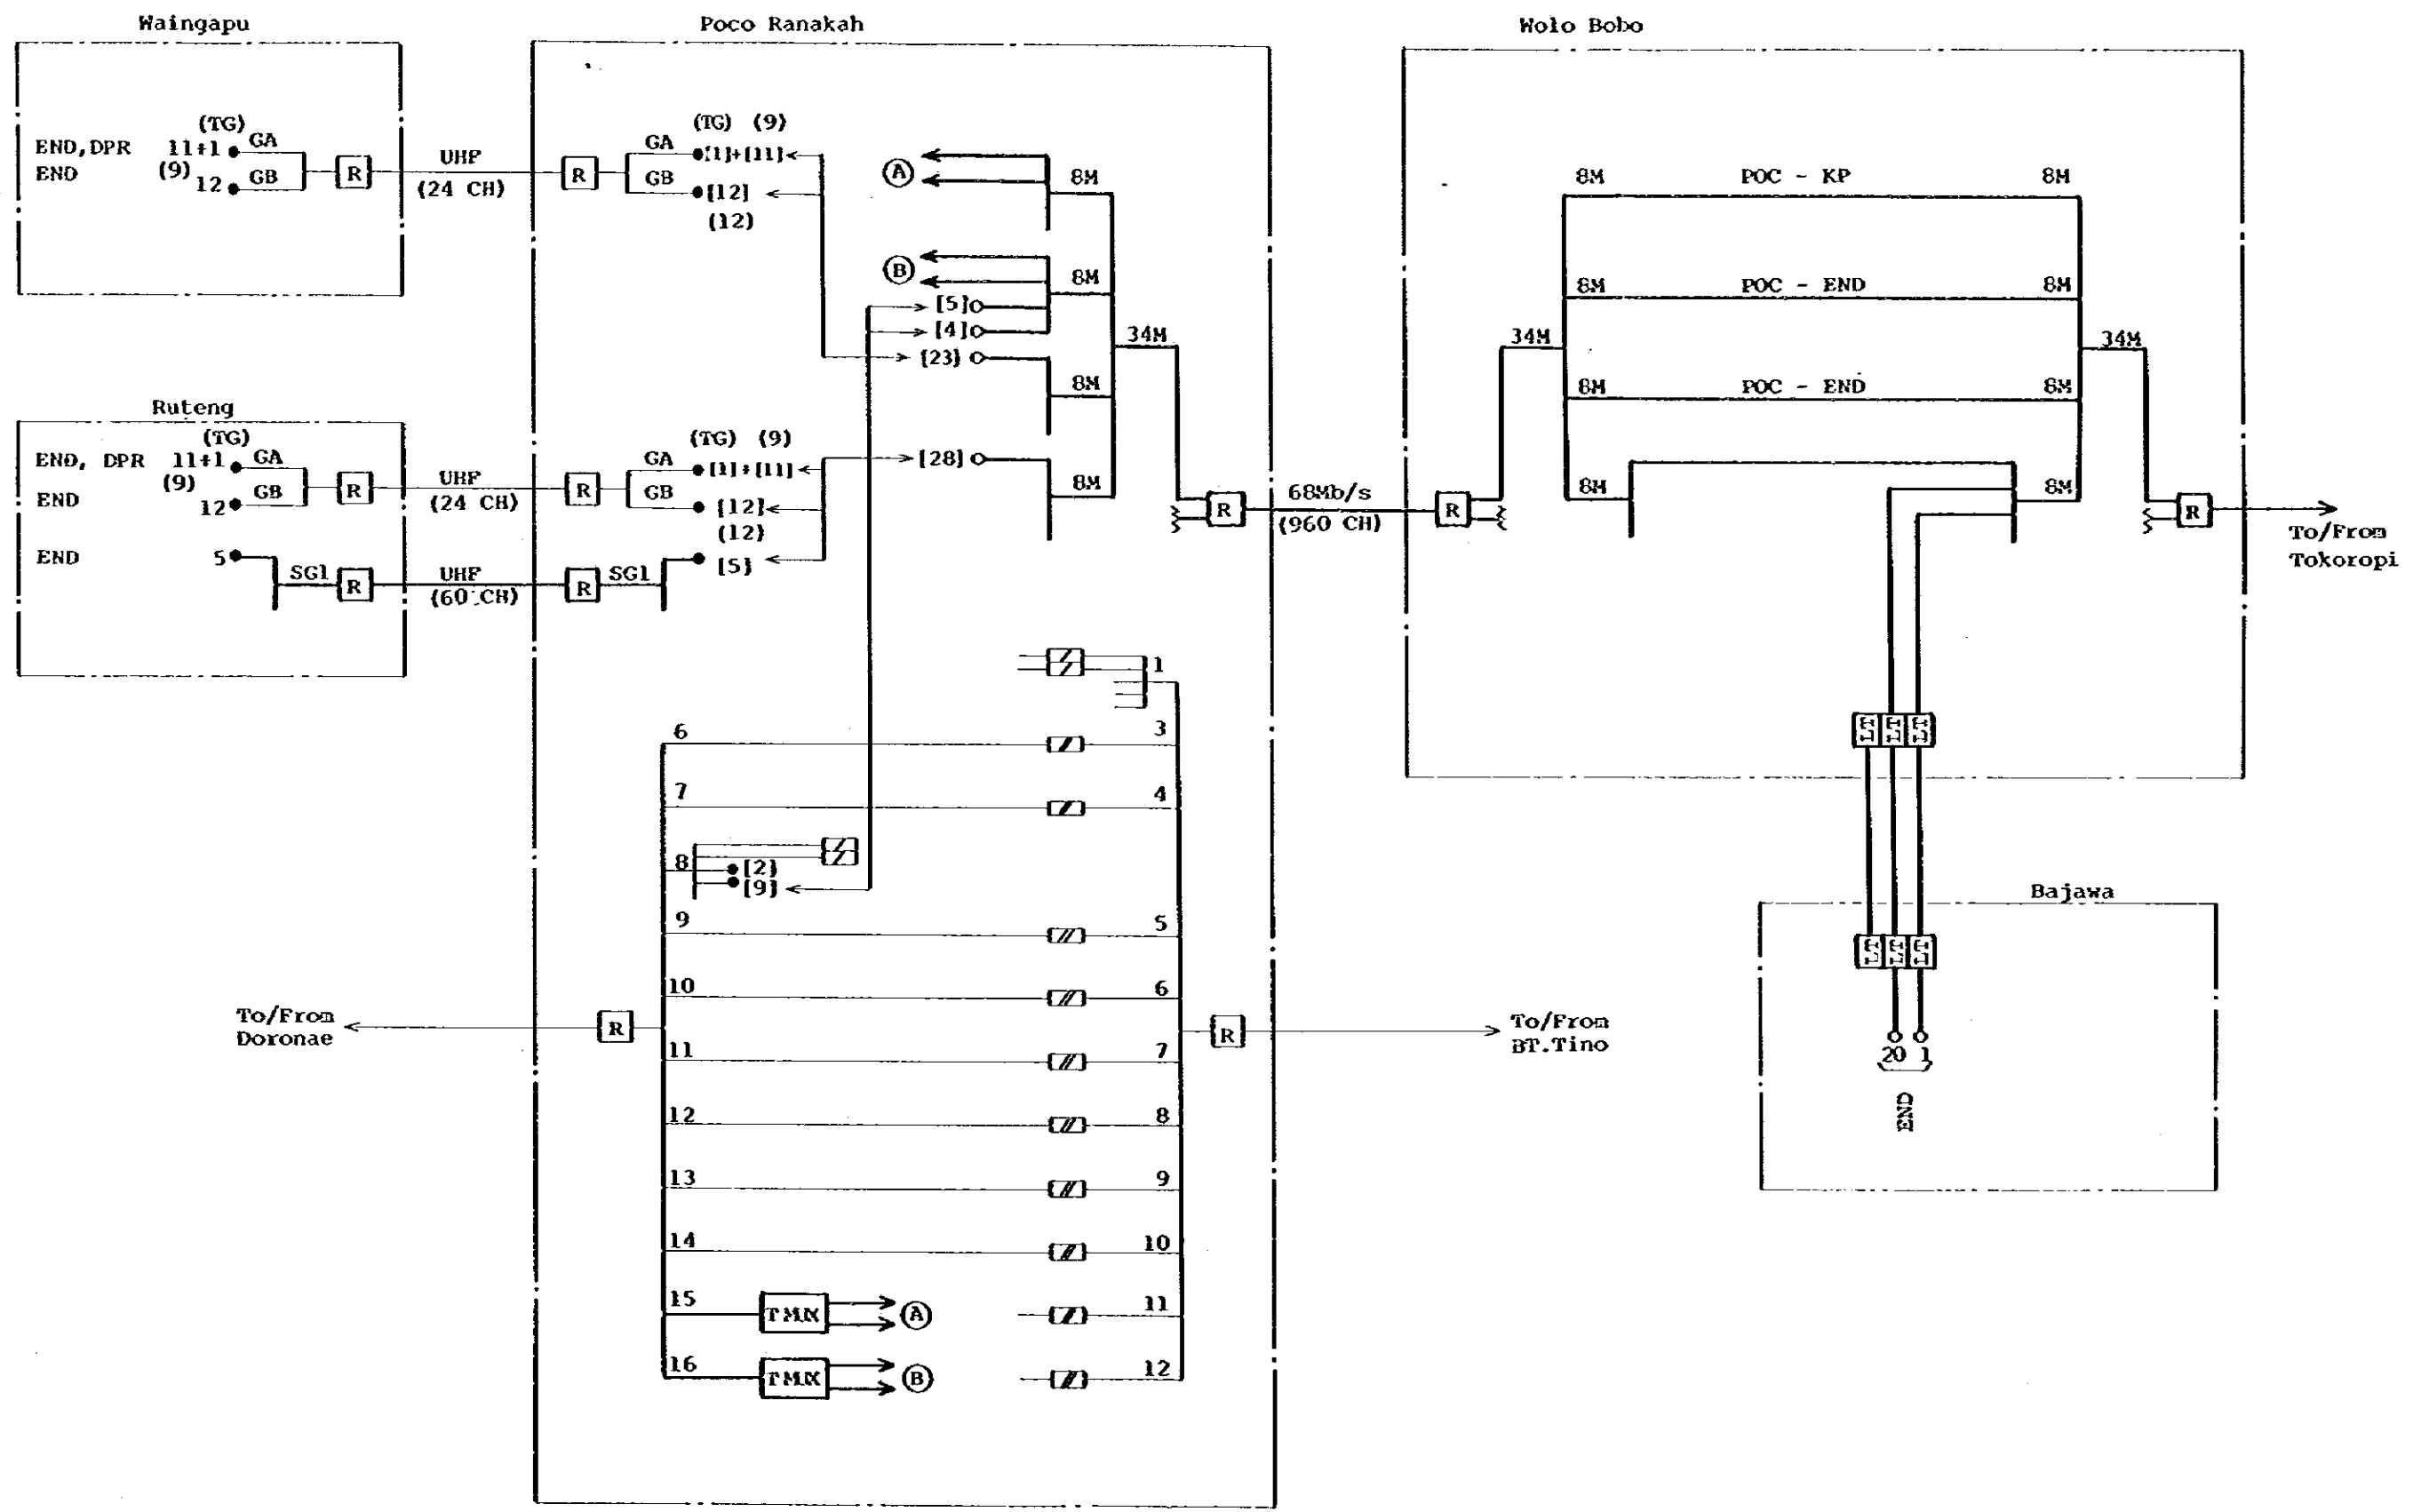 Waingapu
Poco Ranakah
Wolo Bobo
(TG)
END,DPR 11+1 GA
(9)
END 12 GB
R
UHF
(24 CH)
R
(TG) (9)
GA [1]+[11]
GB [12]
(12)
A
8M
B
8M
[5]
[4]
[23]
8M
34M
[28]
8M
Ruteng
(TG)
END, DPR 11+1 GA
(9)
END 12 GB
R
UHF
(24 CH)
R
(TG) (9)
GA [1]+[11]
GB [12]
(12)
END 5
SG1 R
UHF
(60 CH)
R SG1
[5]
R
68Mb/s
(960 CH)
R
34M
8M POC - KP 8M
8M POC - END 8M
8M POC - END 8M
8M 8M
34M
R
To/From
Tokoropi
1
6 3
7 4
8 [2]
[9]
9 5
10 6
To/From
Doronae
R
R
To/From
BT.Tino
11 7
12 8
13 9
14 10
15 TMUX A 11
16 TMUX B 12
Bajawa
20 1
END